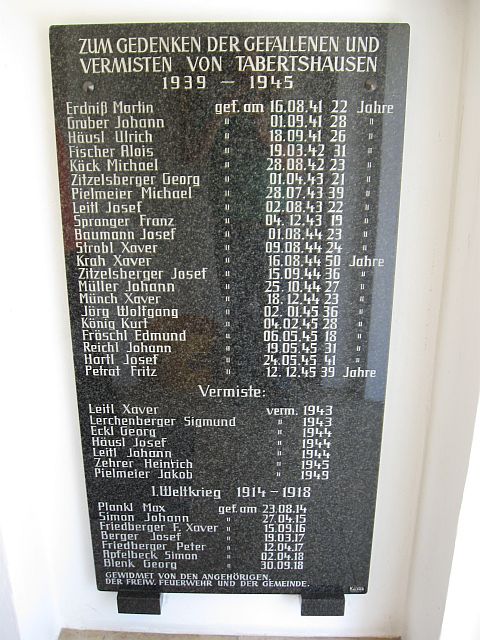 ZUM GEDENKEN DER GEFALLENEN UND
VERMISTEN VON TABERTSHAUSEN
1939 – 1945
Erdniß Martin gef. am 16.08.41 22 Jahre
Gruber Johann " 01.09.41 28 "
Häusl Ulrich " 18.09.41 26 "
Fischer Alois " 19.03.42 31 "
Köck Michael " 28.08.42 23 "
Zitzelsberger Georg " 01.04.43 21 "
Pielmeier Michael " 28.07.43 39 "
Leitl Josef " 02.08.43 22 "
Spranger Franz " 04.12.43 19 "
Baumann Josef " 01.08.44 23 "
Strobl Xaver " 09.08.44 24 "
Krah Xaver " 16.08.44 50 Jahre
Zitzelsberger Josef " 15.09.44 36 "
Müller Johann " 25.10.44 27 "
Münch Xaver " 18.12.44 23 "
Jörg Wolfgang " 02.01.45 36 "
König Kurt " 04.02.45 28 "
Fröschl Edmund " 06.05.45 18 "
Reichl Johann " 19.05.45 31 "
Hartl Josef " 24.05.45 41 "
Petrat Fritz " 12.12.45 39 Jahre
Vermiste:
Leitl Xaver verm. 1943
Lerchenberger Sigmund " 1943
Eckl Georg " 1944
Häusl Josef " 1944
Leitl Johann " 1944
Zehrer Heinrich " 1945
Pielmeier Jakob " 1949
1. Weltkrieg 1914 – 1918
Plankl Max gef. am 23.08.14
Simon Johann " 27.04.15
Friedberger F. Xaver " 15.09.16
Berger Josef " 19.03.17
Friedberger Peter " 12.04.17
Apfelbeck Simon " 02.04.18
Blenk Georg " 30.09.18
GEWIDMET VON DEN ANGEHÖRIGEN,
DER FREIW. FEUERWEHR UND DER GEMEINDE.